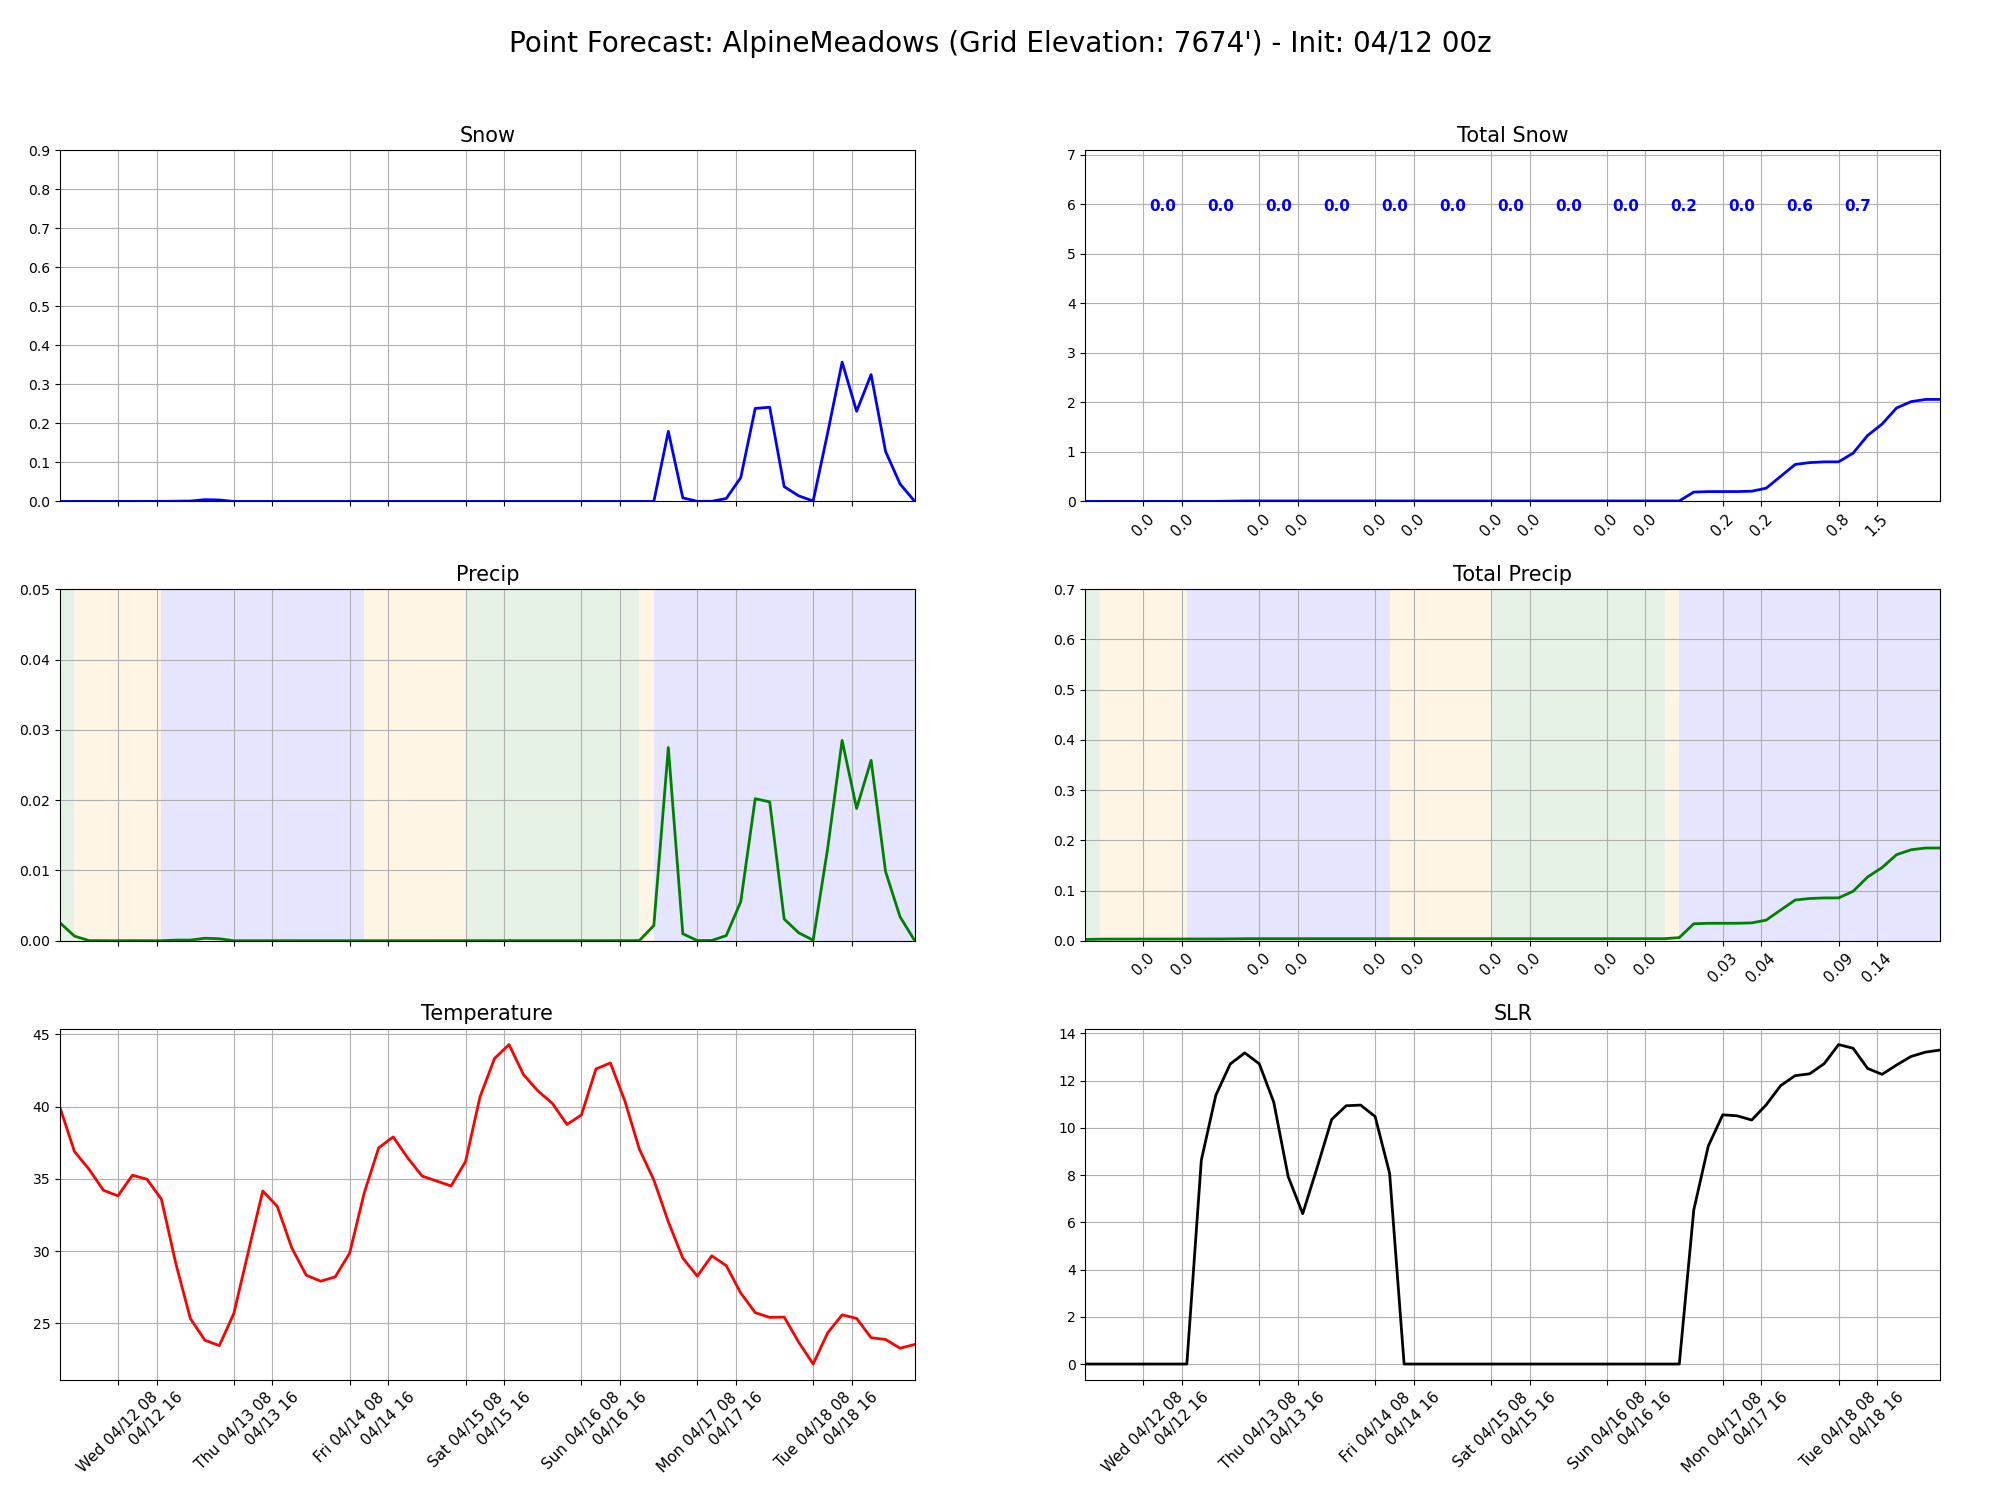 Point Forecast: AlpineMeadows (Grid Elevation: 7674') - Init: 04/12 00z
Snow
0.9
0.8
0.7
0.6
0.5
0.4
0.3
0.2
0.1
0.0
Total Snow
7
6
5
4
3
2
1
0
0.0 0.0 0.0 0.0 0.0 0.0 0.0 0.0 0.0 0.2 0.0 0.6 0.7
0.0 0.0 0.0 0.0 0.0 0.0 0.0 0.0 0.0 0.0 0.2 0.2 0.8 1.5
Precip
0.05
0.04
0.03
0.02
0.01
0.00
Total Precip
0.7
0.6
0.5
0.4
0.3
0.2
0.1
0.0
0.0 0.0 0.0 0.0 0.0 0.0 0.0 0.0 0.0 0.0 0.03 0.04 0.09 0.14
Temperature
45
40
35
30
25
Wed 04/12 08
04/12 16
Thu 04/13 08
04/13 16
Fri 04/14 08
04/14 16
Sat 04/15 08
04/15 16
Sun 04/16 08
04/16 16
Mon 04/17 08
04/17 16
Tue 04/18 08
04/18 16
SLR
14
12
10
8
6
4
2
0
Wed 04/12 08
04/12 16
Thu 04/13 08
04/13 16
Fri 04/14 08
04/14 16
Sat 04/15 08
04/15 16
Sun 04/16 08
04/16 16
Mon 04/17 08
04/17 16
Tue 04/18 08
04/18 16